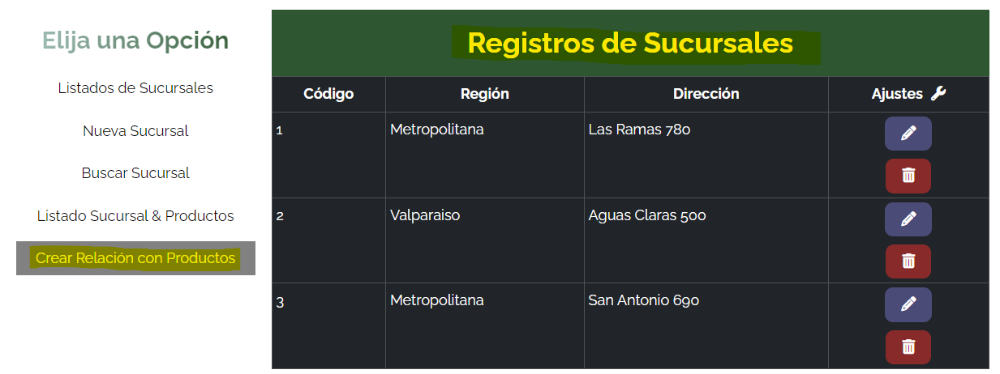 Elija una Opción
Listados de Sucursales
Nueva Sucursal
Buscar Sucursal
Listado Sucursal & Productos
Crear Relación con Productos
Registros de Sucursales
Código Región Dirección Ajustes
1 Metropolitana Las Ramas 780
2 Valparaiso Aguas Claras 500
3 Metropolitana San Antonio 690